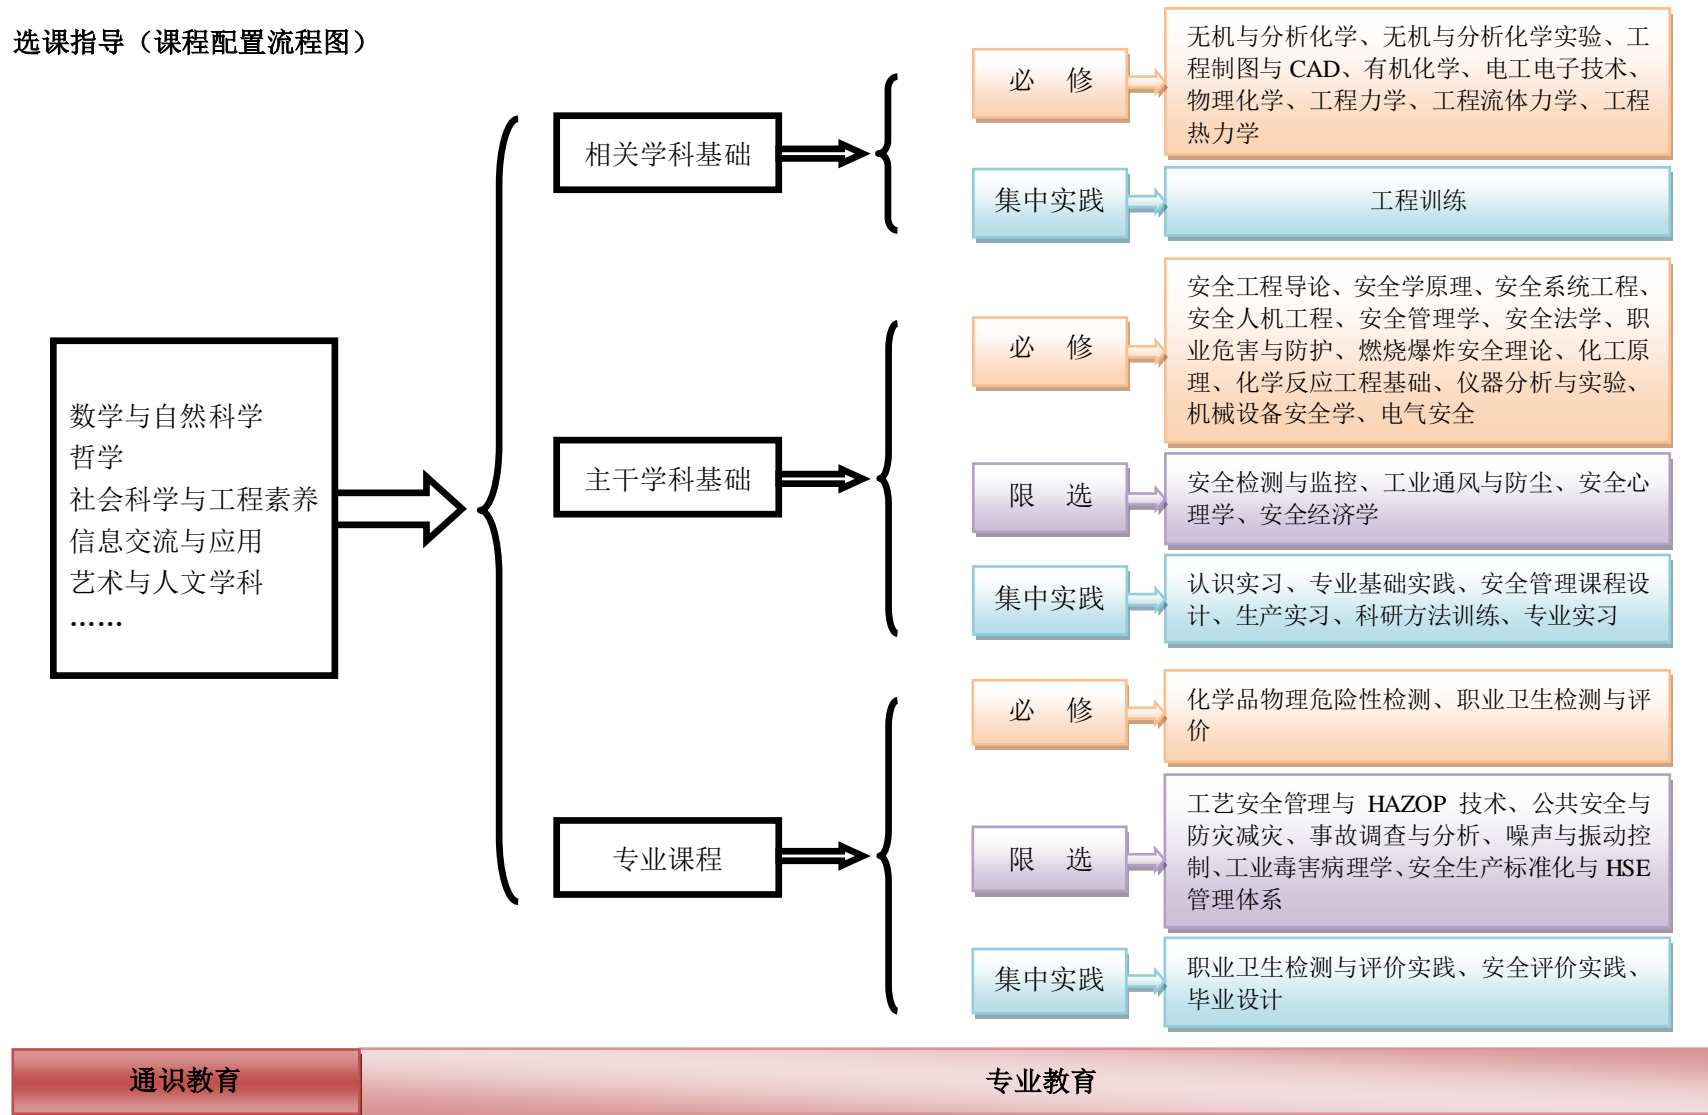 选课指导（课程配置流程图）
数学与自然科学
哲学
社会科学与工程素养
信息交流与应用
艺术与人文学科
……
相关学科基础
必 修
无机与分析化学、无机与分析化学实验、工
程制图与 CAD、有机化学、电工电子技术、
物理化学、工程力学、工程流体力学、工程
热力学
集中实践
工程训练
主干学科基础
必 修
安全工程导论、安全学原理、安全系统工程、
安全人机工程、安全管理学、安全法学、职
业危害与防护、燃烧爆炸安全理论、化工原
理、化学反应工程基础、仪器分析与实验、
机械设备安全学、电气安全
限 选
安全检测与监控、工业通风与防尘、安全心
理学、安全经济学
集中实践
认识实习、专业基础实践、安全管理课程设
计、生产实习、科研方法训练、专业实习
专业课程
必 修
化学品物理危险性检测、职业卫生检测与评
价
限 选
工艺安全管理与 HAZOP 技术、公共安全与
防灾减灾、事故调查与分析、噪声与振动控
制、工业毒害病理学、安全生产标准化与 HSE
管理体系
集中实践
职业卫生检测与评价实践、安全评价实践、
毕业设计
通识教育
专业教育